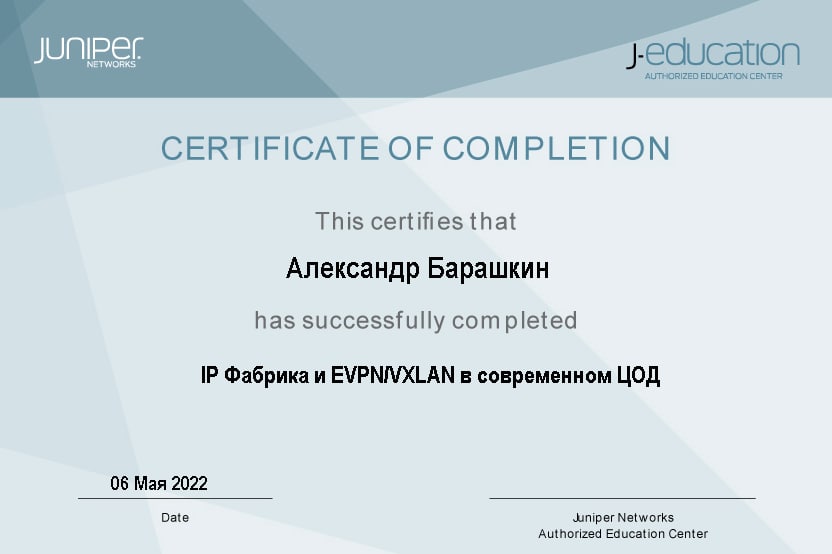 JUNIPER
NETWORKS
J-education
AUTHORIZED EDUCATION CENTER
CERTIFICATE OF COMPLETION
This certifies that
Александр Барашкин
has successfully completed
IP Фабрика и EVPN/VXLAN в современном ЦОД
06 Мая 2022
Date
Juniper Networks
Authorized Education Center